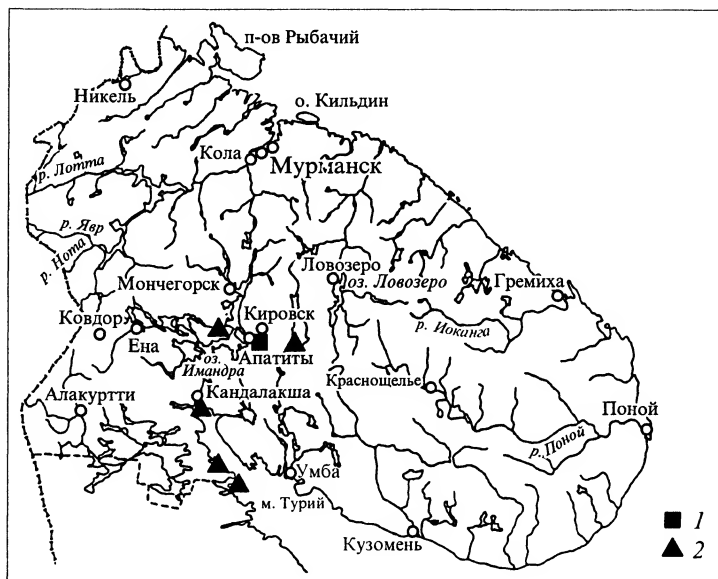 п-ов Рыбачий
Никель
о. Кильдин
Кола
Мурманск
р. Лотта
р. Явр
р. Нота
Ловозеро
оз. Ловозеро
Мончегорск
Гремиха
Ковдор
Кировск
р. Иоканга
Ена
Апатиты
оз.
Имандра
Краснощелье
Алакуртти
Кандалакша
Поной
р. Поной
Умба
м. Турий
Кузомень
1
2